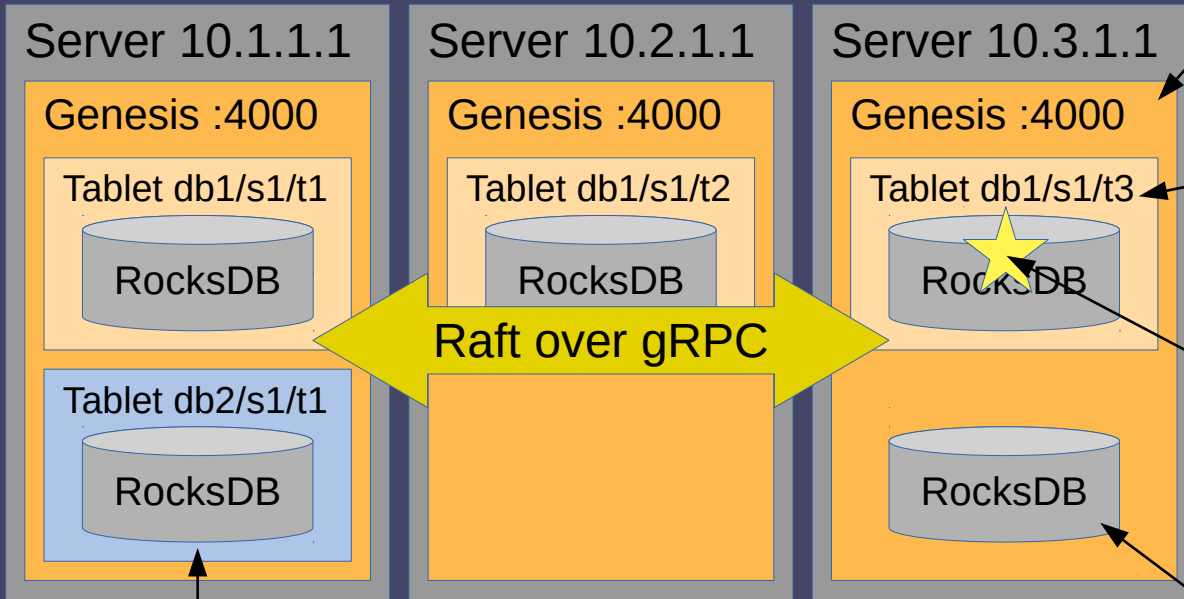 Server 10.1.1.1
Genesis :4000
Tablet db1/s1/t1
RocksDB
Tablet db2/s1/t1
RocksDB
Server 10.2.1.1
Genesis :4000
Tablet db1/s1/t2
RocksDB
Raft over gRPC
Server 10.3.1.1
Genesis :4000
Tablet db1/s1/t3
RocksDB
RocksDB